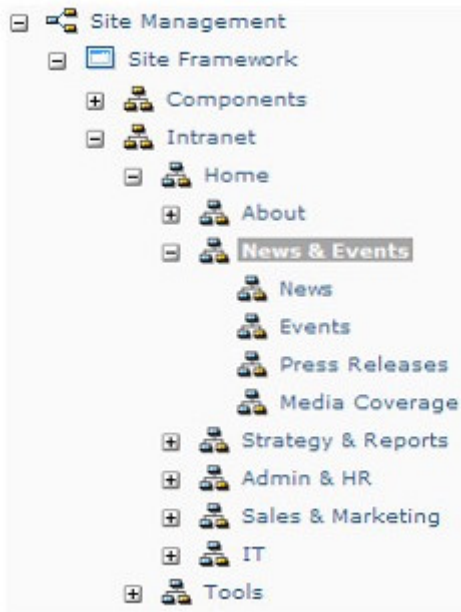 Site Management
Site Framework
Components
Intranet
Home
About
News & Events
News
Events
Press Releases
Media Coverage
Strategy & Reports
Admin & HR
Sales & Marketing
IT
Tools